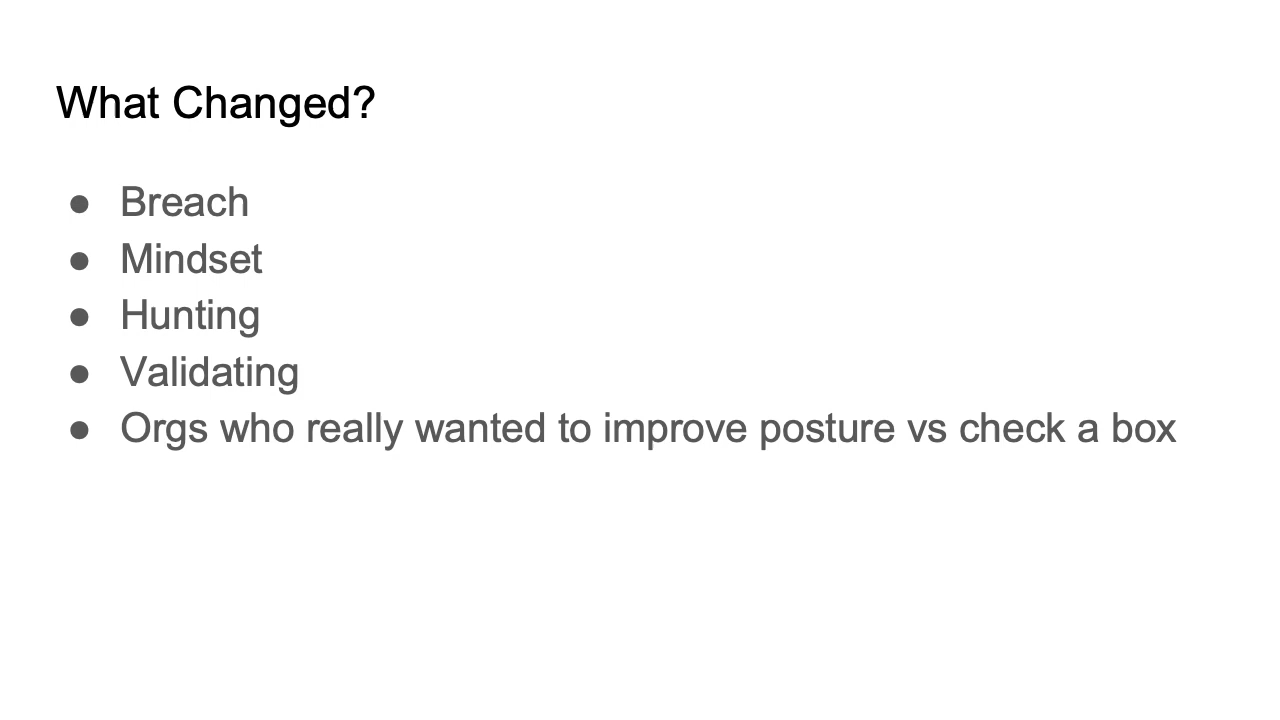 What Changed?
● Breach
● Mindset
● Hunting
● Validating
● Orgs who really wanted to improve posture vs check a box